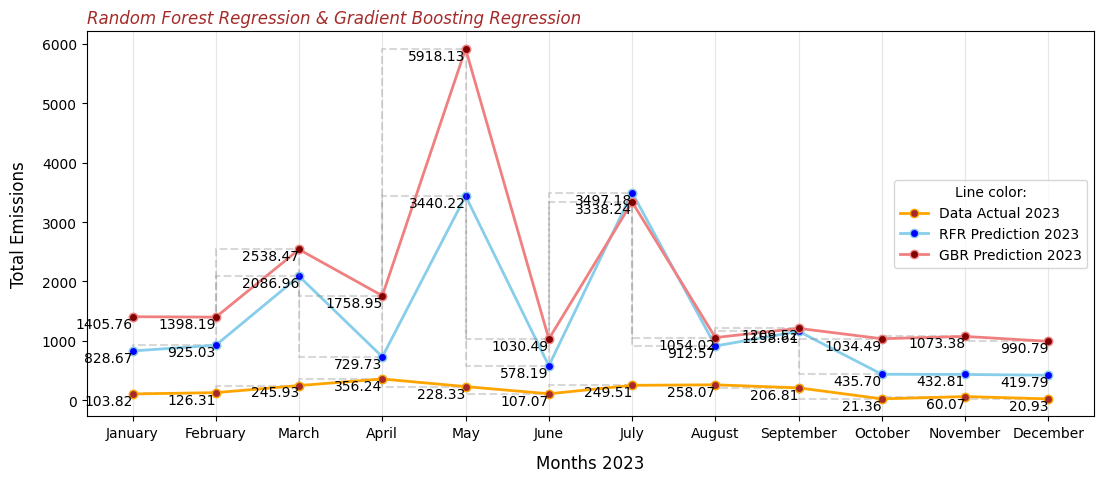 Random Forest Regression & Gradient Boosting Regression
Total Emissions
6000
5000
4000
3000
2000
1000
0
5918.13
3440.22
3497.18
3338.24
2538.47
2086.96
1758.95
1405.76
1398.19
828.67
925.03
729.73
1030.49
578.19
1054.02
912.57
1034.49
1073.38
990.79
435.70
432.81
419.79
103.82
126.31
245.93
356.24
228.33
107.07
249.51
258.07
206.81
21.36
60.07
20.93
Line color:
Data Actual 2023
RFR Prediction 2023
GBR Prediction 2023
January
February
March
April
May
June
July
August
September
October
November
December
Months 2023